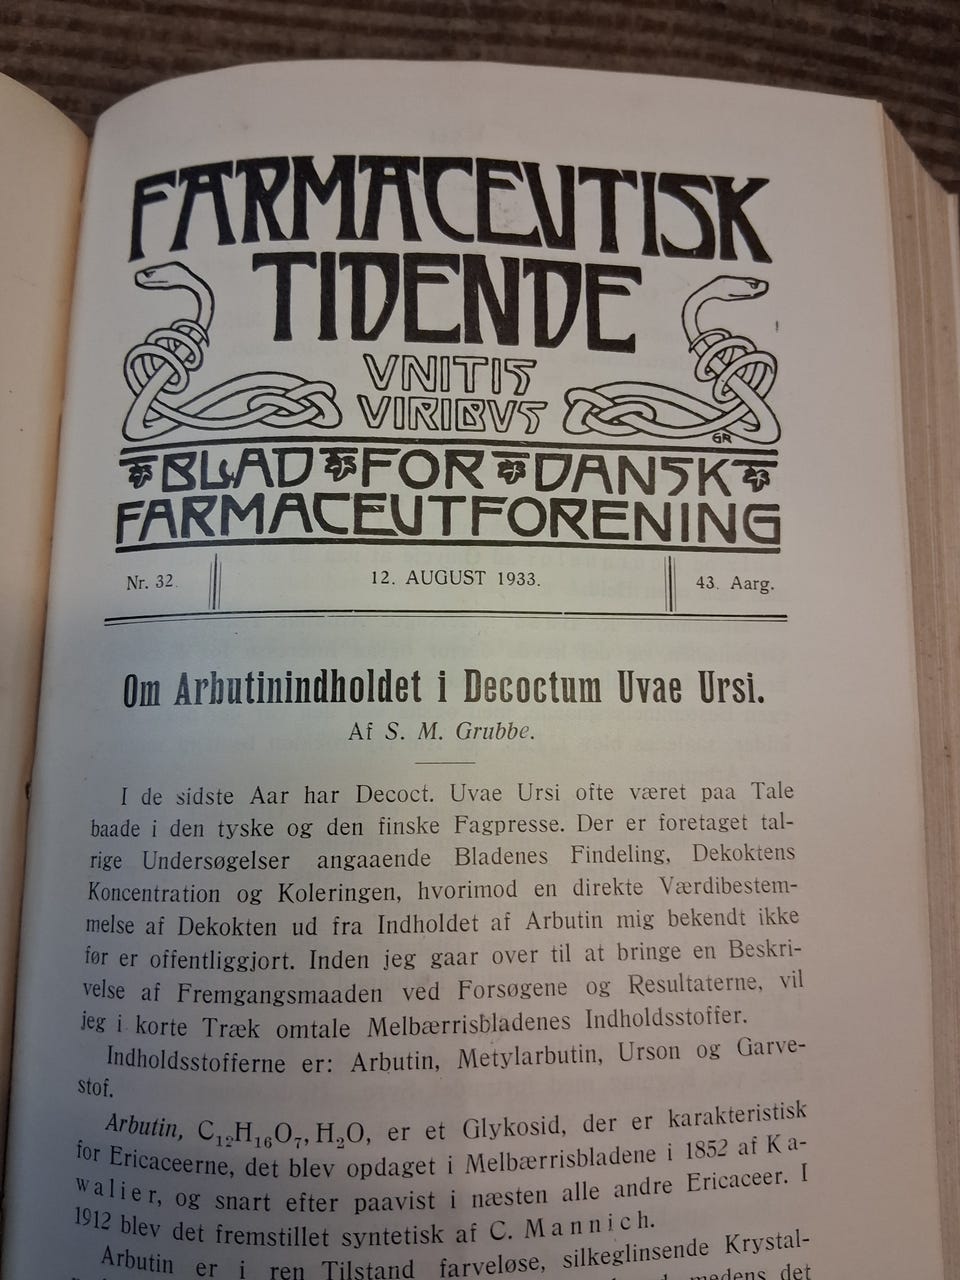 FARMACEUTISK
TIDENDE
VNITIS
VIRIBVS
GR
BLAD FOR DANSK
FARMACEUTFORENING
Nr. 32. 12. AUGUST 1933. 43. Aarg.
Om Arbutinindholdet i Decoctum Uvae Ursi.
Af S. M. Grubbe.
I de sidste Aar har Decoct. Uvae Ursi ofte været paa Tale
baade i den tyske og den finske Fagpresse. Der er foretaget tal-
rige Undersøgelser angaaende Bladenes Findeling, Dekoktens
Koncentration og Koleringen, hvorimod en direkte Værdibestem-
melse af Dekokten ud fra Indholdet af Arbutin mig bekendt ikke
før er offentliggjort. Inden jeg gaar over til at bringe en Beskri-
velse af Fremgangsmaaden ved Forsøgene og Resultaterne, vil
jeg i korte Træk omtale Melbærrisbladenes Indholdsstoffer.
Indholdsstofferne er: Arbutin, Metylarbutin, Urson og Garve-
stof.
Arbutin, C₁₂H₁₆O₇, H₂O, er et Glykosid, der er karakteristisk
for Ericaceerne, det blev opdaget i Melbærrisbladene i 1852 af Ka-
walier, og snart efter paavist i næsten alle andre Ericaceer. I
1912 blev det fremstillet syntetisk af C. Mannich.
Arbutin er i ren Tilstand farveløse, silkeglinsende Krystal-
medens det